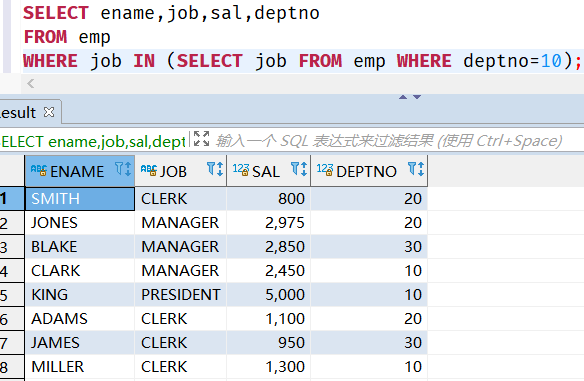 SELECT ename,job,sal,deptno
FROM emp
WHERE job IN (SELECT job FROM emp WHERE deptno=10);
esult
ELECT ename,job,sal,dept 输入一个 SQL 表达式来过滤结果 (使用 Ctrl+Space)
ABC ENAME ABC JOB 123 SAL 123 DEPTNO
1 SMITH CLERK 800 20
2 JONES MANAGER 2,975 20
3 BLAKE MANAGER 2,850 30
4 CLARK MANAGER 2,450 10
5 KING PRESIDENT 5,000 10
6 ADAMS CLERK 1,100 20
7 JAMES CLERK 950 30
8 MILLER CLERK 1,300 10